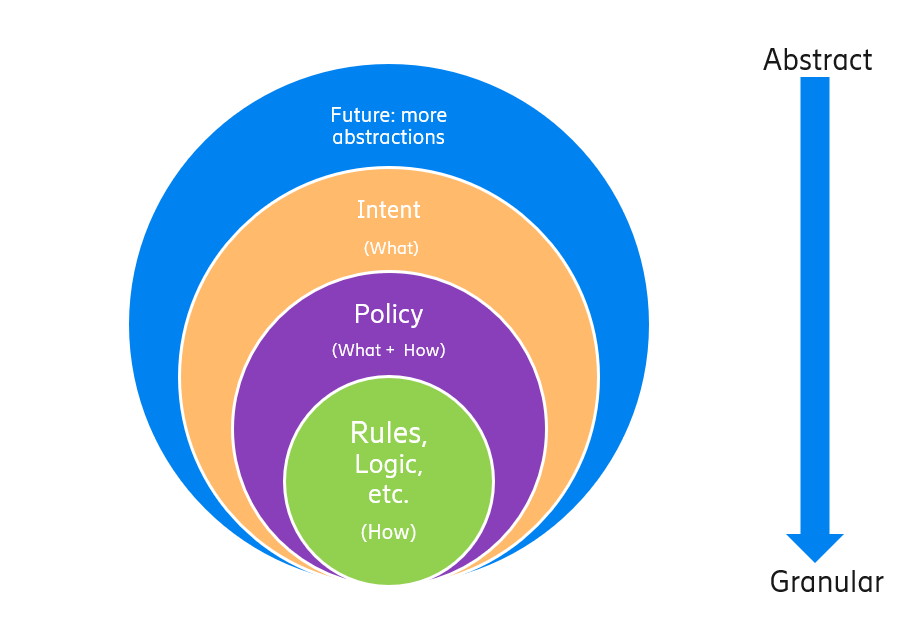 Abstract
Future: more
abstractions
Intent
(What)
Policy
(What + How)
Rules,
Logic,
etc.
(How)
Granular